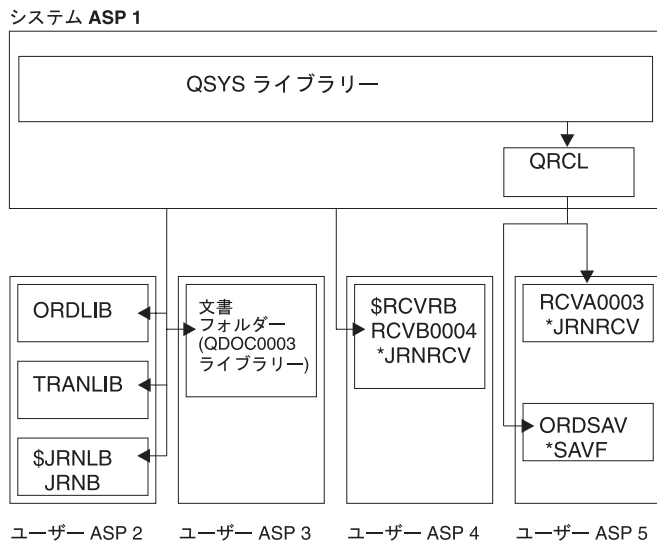 システム ASP 1
QSYS ライブラリー
QRCL
ORDLIB
TRANLIB
$JRNLB
JRNB
文書
フォルダー
(QDOC0003
ライブラリー)
$RCVRB
RCVB0004
*JRNRCV
RCVA0003
*JRNRCV
ORDSAV
*SAVF
ユーザー ASP 2
ユーザー ASP 3
ユーザー ASP 4
ユーザー ASP 5